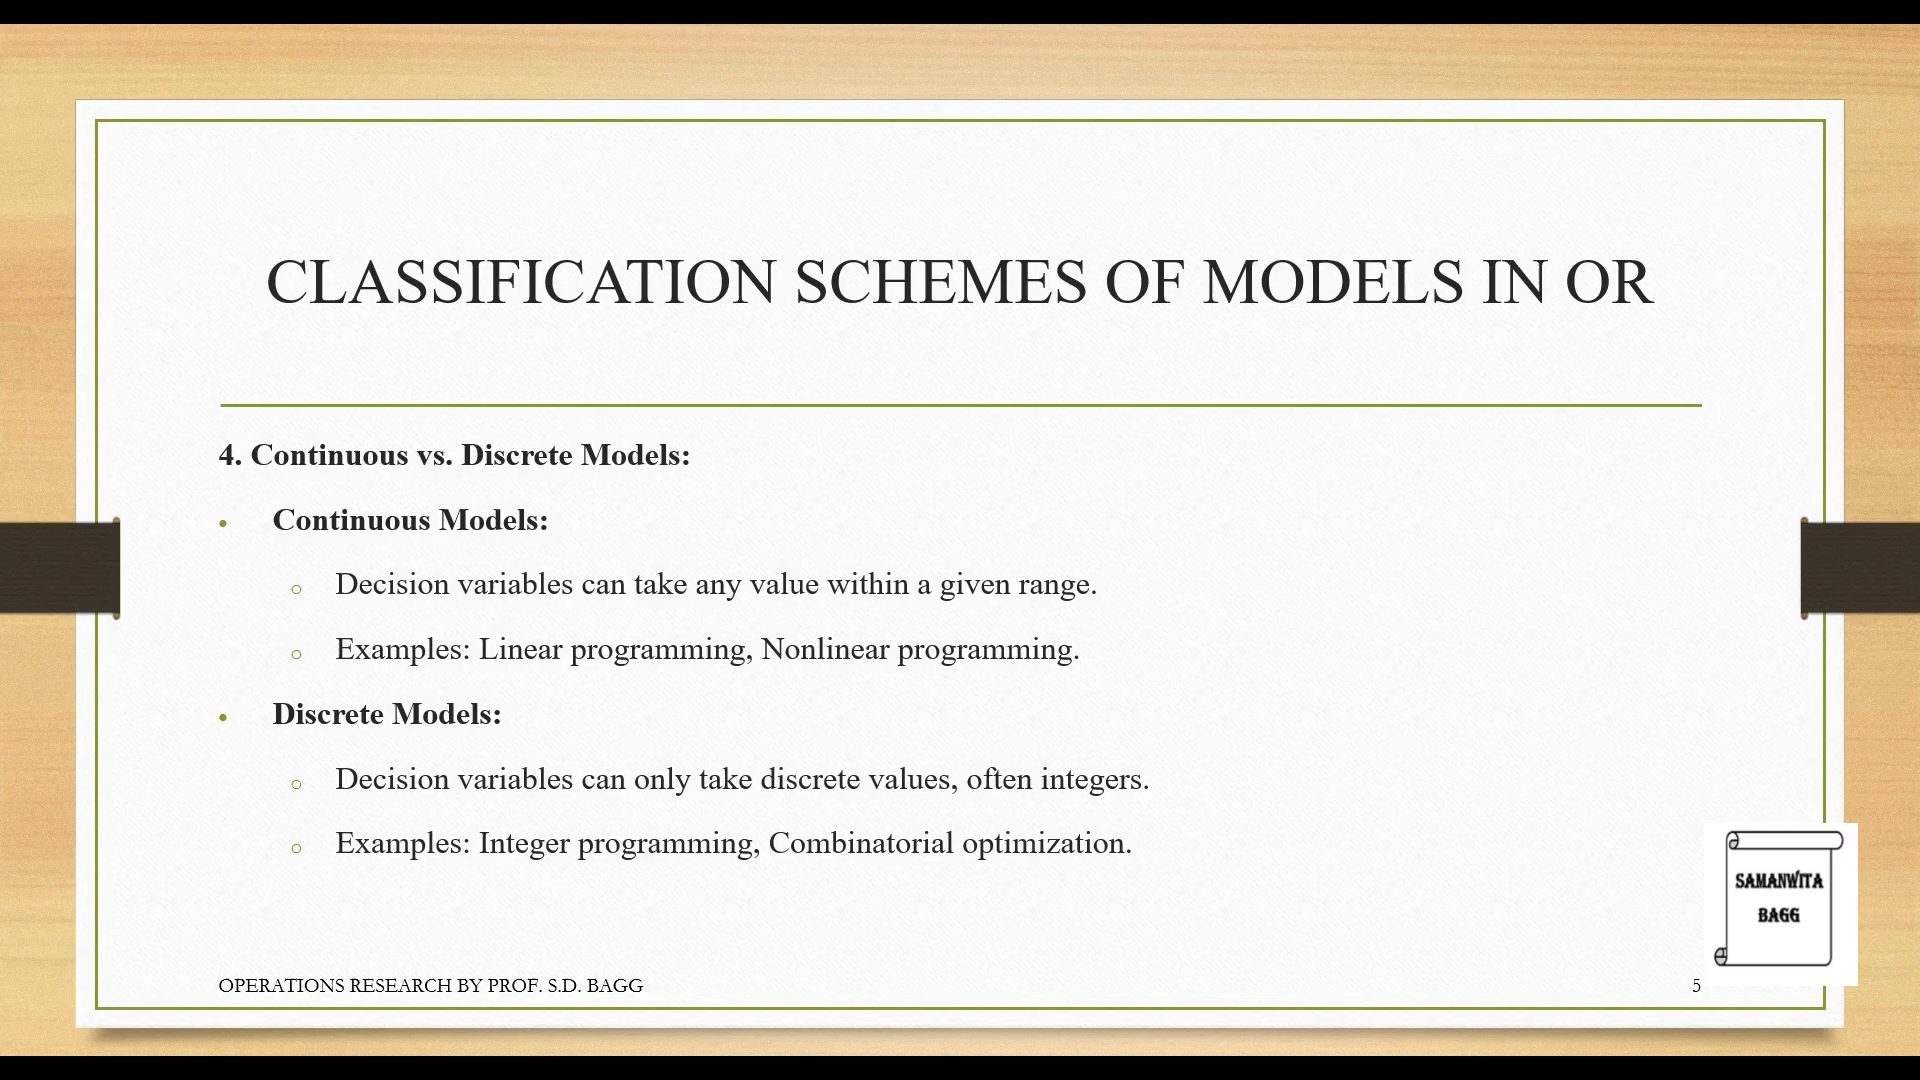 CLASSIFICATION SCHEMES OF MODELS IN OR
4. Continuous vs. Discrete Models:
• Continuous Models:
o Decision variables can take any value within a given range.
o Examples: Linear programming, Nonlinear programming.
• Discrete Models:
o Decision variables can only take discrete values, often integers.
o Examples: Integer programming, Combinatorial optimization.
SAMANWITA
BAGG
OPERATIONS RESEARCH BY PROF. S.D. BAGG
5